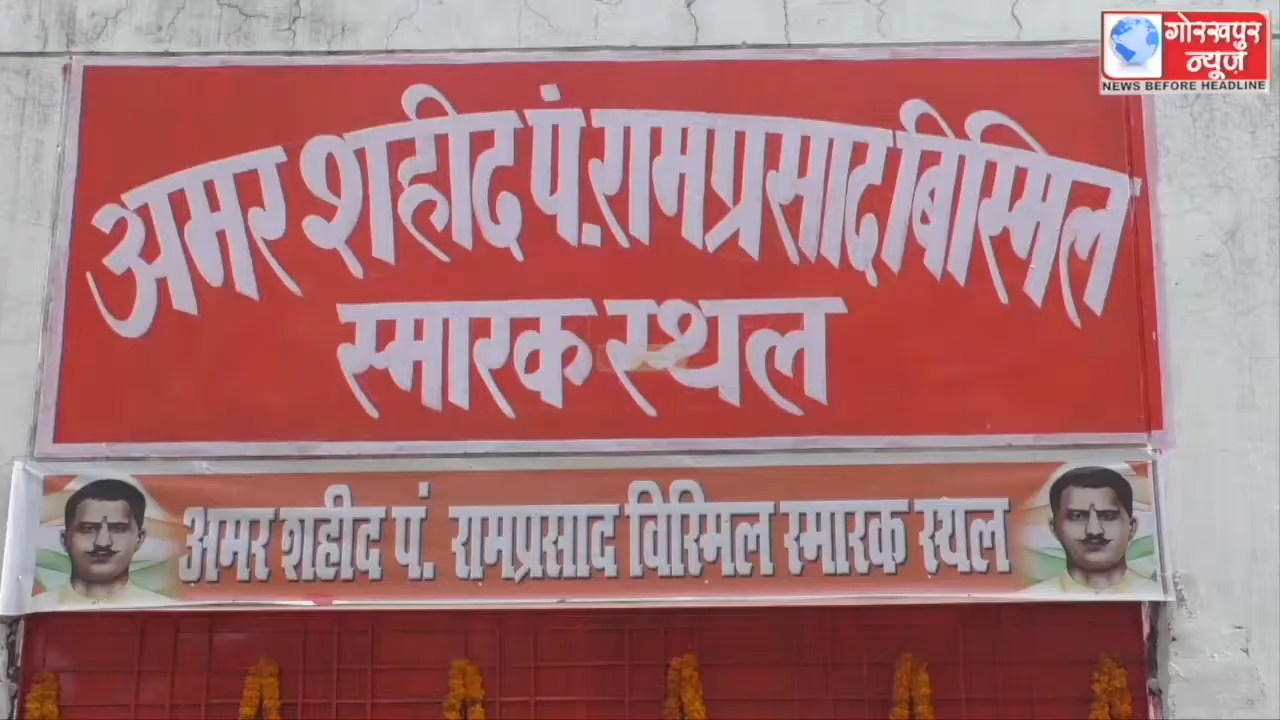 गोरखपुर
न्यूज़
NEWS BEFORE HEADLINE
अमर शहीद पं. रामप्रसाद बिस्मिल
स्मारक स्थल
अमर शहीद पं. रामप्रसाद विस्मिल स्मारक स्थल